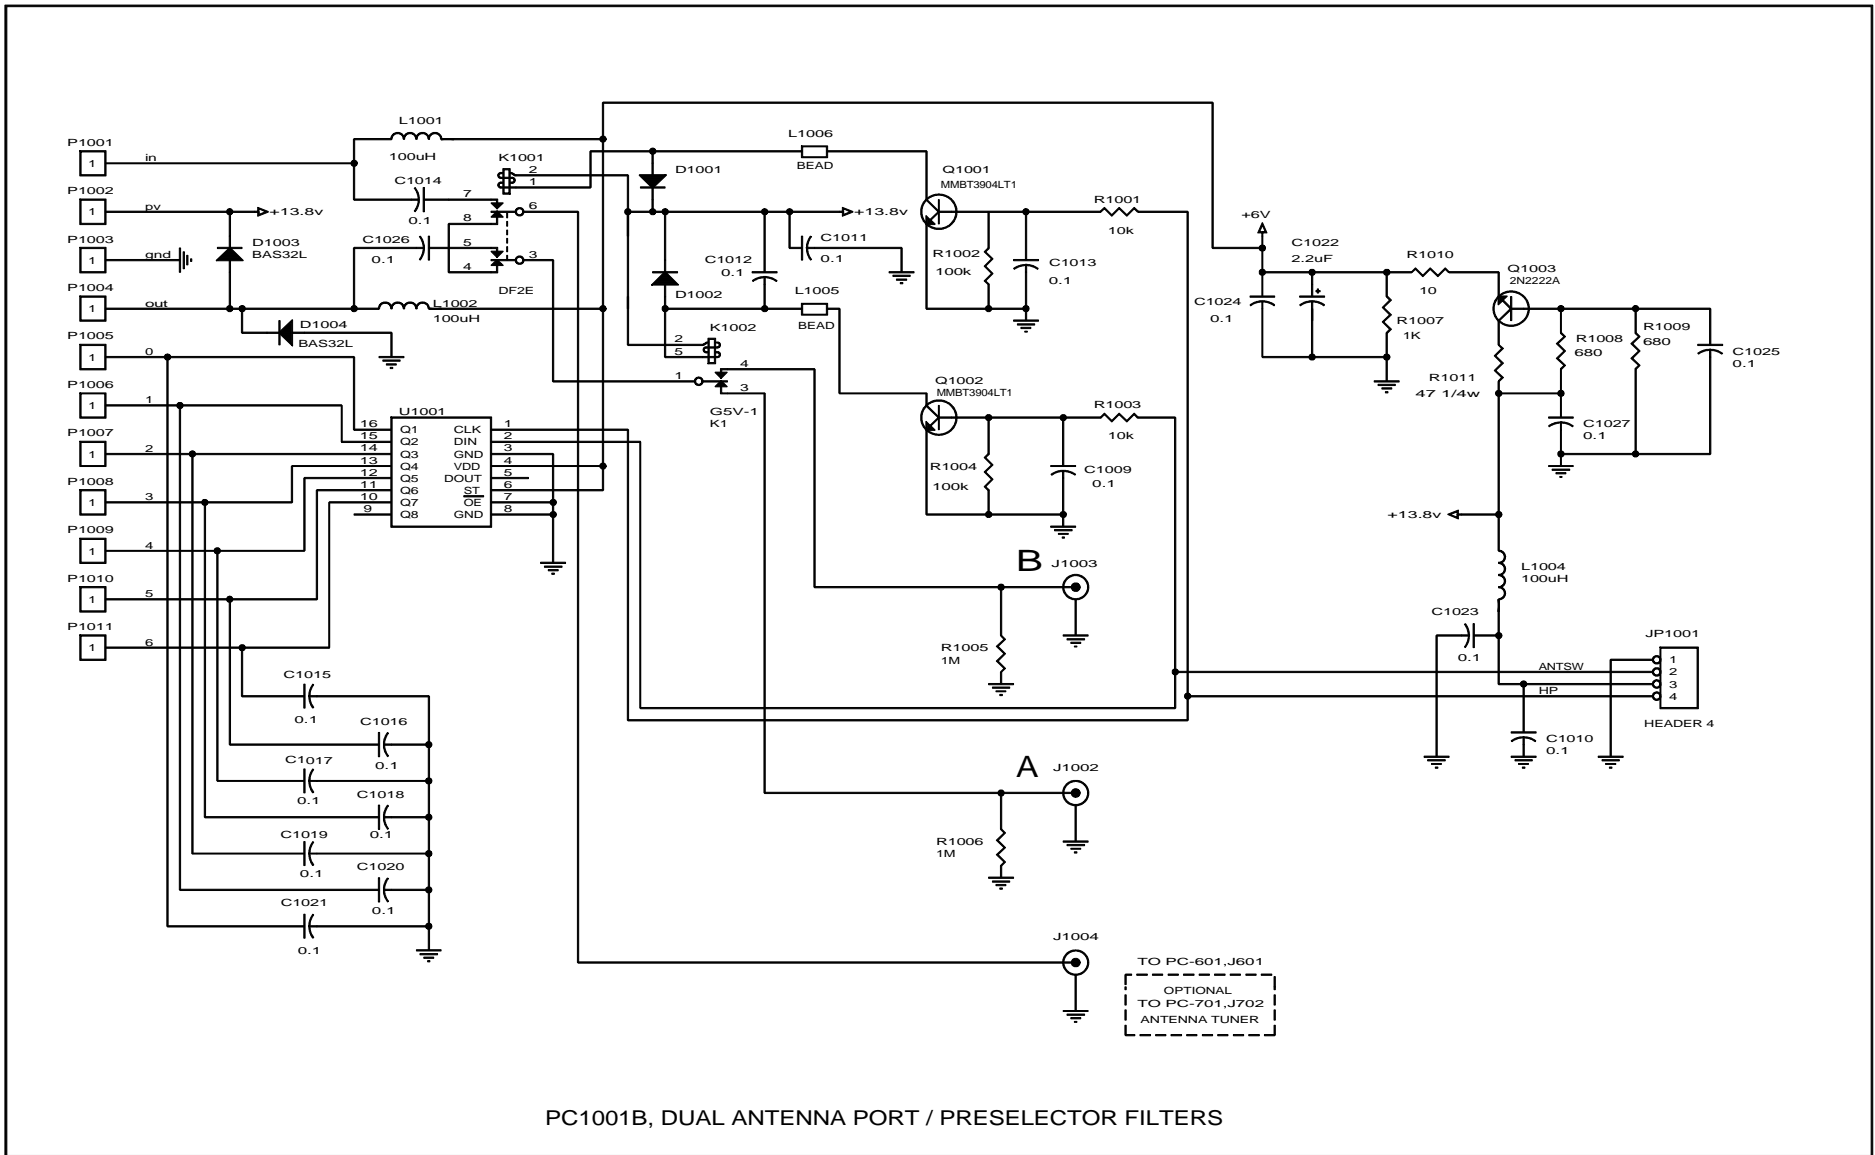 P1001
1
in
P1002
1
pv
+13.8v
P1003
1
gnd
D1003
BAS32L
P1004
1
out
D1004
BAS32L
P1005
1
0
P1006
1
1
P1007
1
2
P1008
1
3
P1009
1
4
P1010
1
5
P1011
1
6
L1001
100uH
C1014
0.1
C1026
0.1
L1002
100uH
K1001
2
1
7
8
5
4
6
3
DF2E
U1001
16 Q1 CLK 1
15 Q2 DIN 2
14 Q3 GND 3
13 Q4 VDD 4
12 Q5 DOUT 5
11 Q6 ST 6
10 Q7 OE 7
9 Q8 GND 8
C1015
0.1
C1016
0.1
C1017
0.1
C1018
0.1
C1019
0.1
C1020
0.1
C1021
0.1
D1001
L1006
BEAD
+13.8v
C1011
0.1
C1012
0.1
D1002
L1005
BEAD
K1002
2
5
1
4
3
G5V-1
K1
Q1001
MMBT3904LT1
R1001
10k
R1002
100k
C1013
0.1
Q1002
MMBT3904LT1
R1003
10k
R1004
100k
C1009
0.1
B
J1003
R1005
1M
A
J1002
R1006
1M
J1004
TO PC-601,J601
OPTIONAL
TO PC-701,J702
ANTENNA TUNER
+6V
C1022
2.2uF
+
R1010
10
Q1003
2N2222A
C1024
0.1
R1007
1K
R1008
680
R1009
680
C1025
0.1
R1011
47 1/4w
C1027
0.1
+13.8v
L1004
100uH
C1023
0.1
ANTSW
HP
C1010
0.1
JP1001
1
2
3
4
HEADER 4
PC1001B, DUAL ANTENNA PORT / PRESELECTOR FILTERS